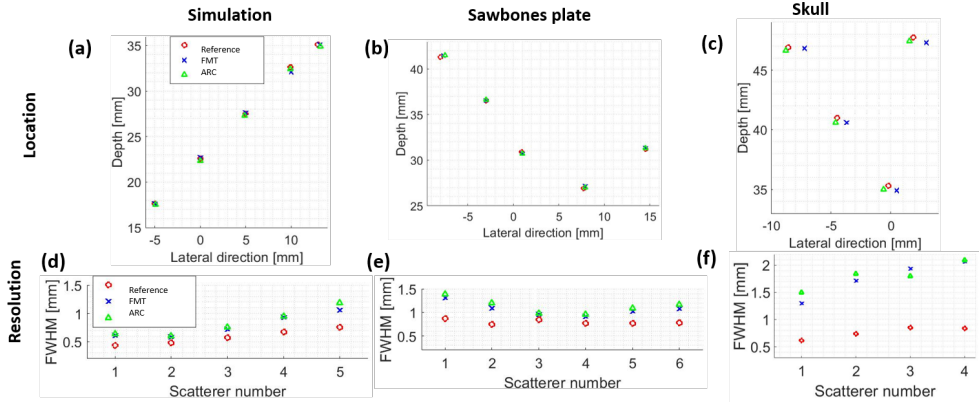 Simulation
Sawbones plate
Skull
Location
(a)
35
30
25
20
15
Depth [mm]
-5 0 5 10
Lateral direction [mm]
Reference
FMT
ARC
(b)
40
35
30
25
Depth [mm]
-5 0 5 10 15
Lateral direction [mm]
(c)
45
40
35
Depth [mm]
-10 -5 0
Lateral direction [mm]
Resolution
(d)
1.5
1
0.5
FWHM [mm]
1 2 3 4 5
Scatterer number
Reference
FMT
ARC
(e)
1.5
1
0.5
FWHM [mm]
1 2 3 4 5 6
Scatterer number
(f)
2
1.5
1
0.5
FWHM [mm]
1 2 3 4
Scatterer number